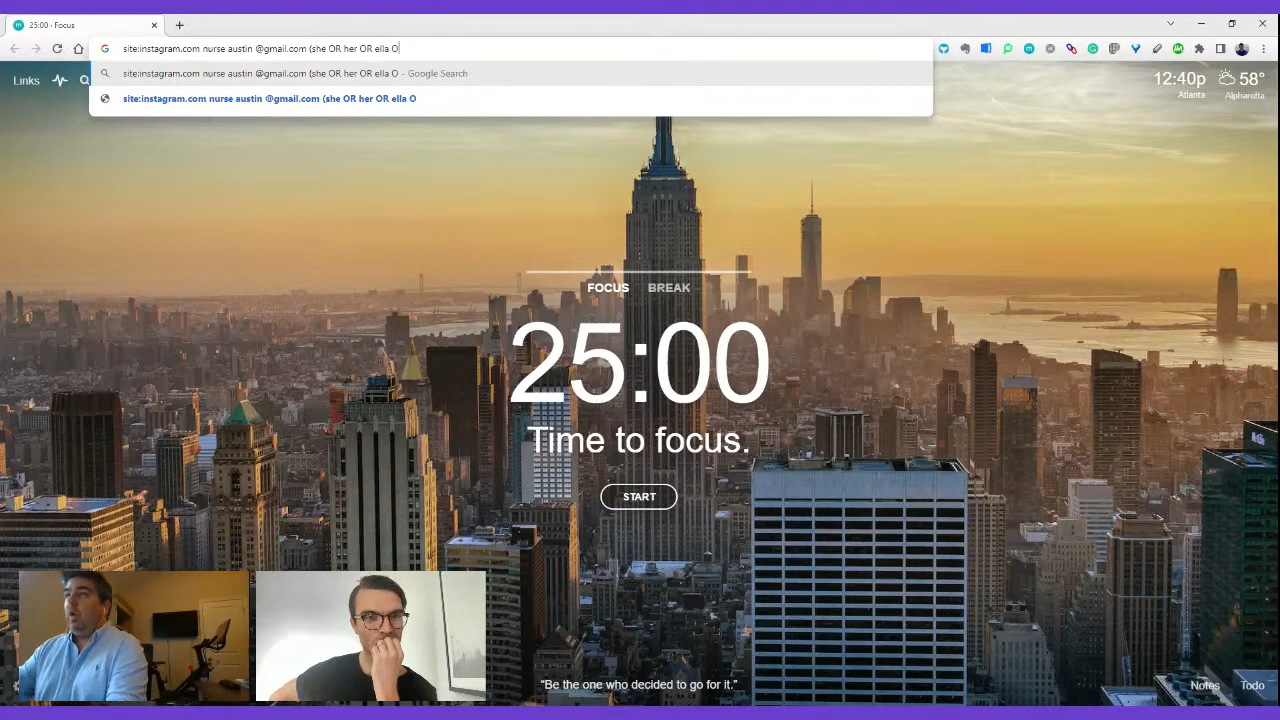 25:00 - Focus
site:instagram.com nurse austin @gmail.com (she OR her OR ella O
site:instagram.com nurse austin @gmail.com (she OR her OR ella O - Google Search
site:instagram.com nurse austin @gmail.com (she OR her OR ella O
Links
12:40p 58°
Atlanta Alpharetta
FOCUS BREAK
25:00
Time to focus.
START
“Be the one who decided to go for it.”
Notes Todo